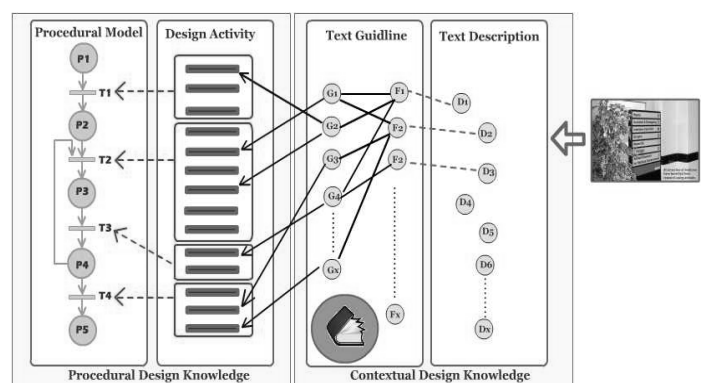 Procedural Model
Design Activity
Text Guidline
Text Description
P1
T1
P2
T2
P3
T3
P4
T4
P5
G1
G2
G3
G4
Gx
F1
F2
F2
Fx
D1
D2
D3
D4
D5
D6
Dx
Procedural Design Knowledge
Contextual Design Knowledge